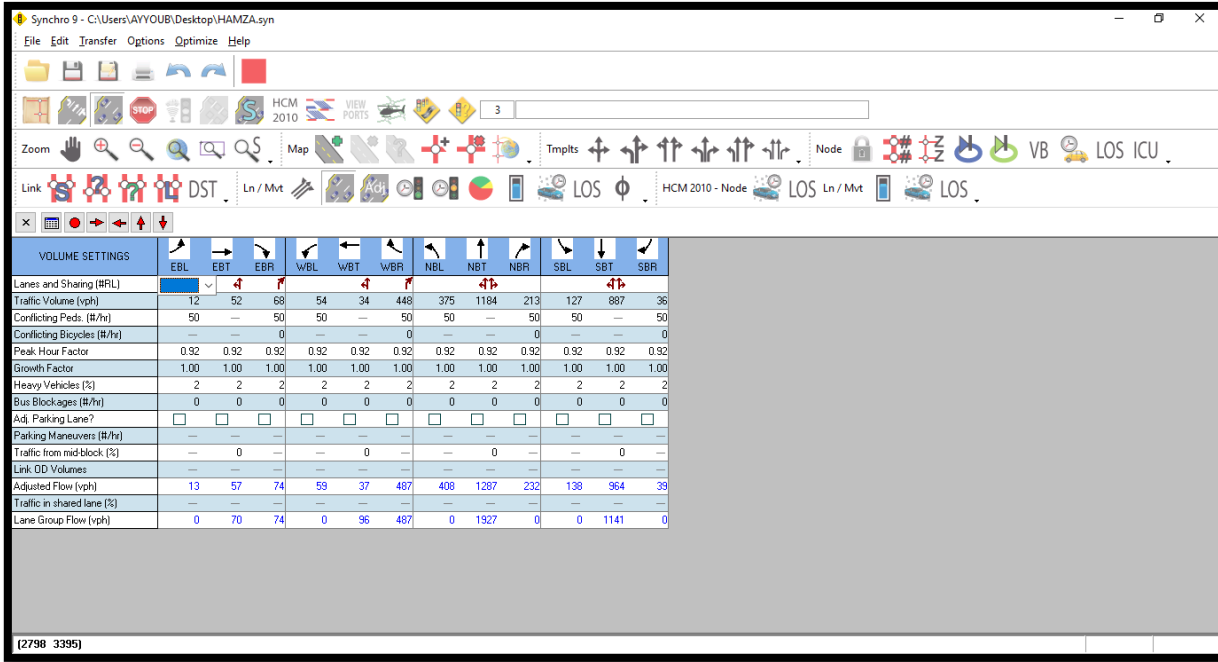 Synchro 9 - C:\Users\AYYOUB\Desktop\HAMZA.syn
File Edit Transfer Options Optimize Help
STOP S HCM 2010 VIEW PORTS 3
Zoom S Map Tmplts Node VB LOS ICU
Link DST Ln / Mvt Adj LOS Φ HCM 2010 - Node LOS Ln / Mvt LOS
VOLUME SETTINGS EBL EBT EBR WBL WBT WBR NBL NBT NBR SBL SBT SBR
Lanes and Sharing (#RL)
Traffic Volume (vph) 12 52 68 54 34 448 375 1184 213 127 887 36
Conflicting Peds. (#/hr) 50 — 50 50 — 50 50 — 50 50 — 50
Conflicting Bicycles (#/hr) — — 0 — — 0 — — 0 — — 0
Peak Hour Factor 0.92 0.92 0.92 0.92 0.92 0.92 0.92 0.92 0.92 0.92 0.92 0.92
Growth Factor 1.00 1.00 1.00 1.00 1.00 1.00 1.00 1.00 1.00 1.00 1.00 1.00
Heavy Vehicles (%) 2 2 2 2 2 2 2 2 2 2 2 2
Bus Blockages (#/hr) 0 0 0 0 0 0 0 0 0 0 0 0
Adj. Parking Lane?
Parking Maneuvers (#/hr) — — — — — — — — — — — —
Traffic from mid-block (%) — 0 — — 0 — — 0 — — 0 —
Link OD Volumes — — — — — — — — — — — —
Adjusted Flow (vph) 13 57 74 59 37 487 408 1287 232 138 964 39
Traffic in shared lane (%) — — — — — — — — — — — —
Lane Group Flow (vph) 0 70 74 0 96 487 0 1927 0 0 1141 0
(2798 3395)